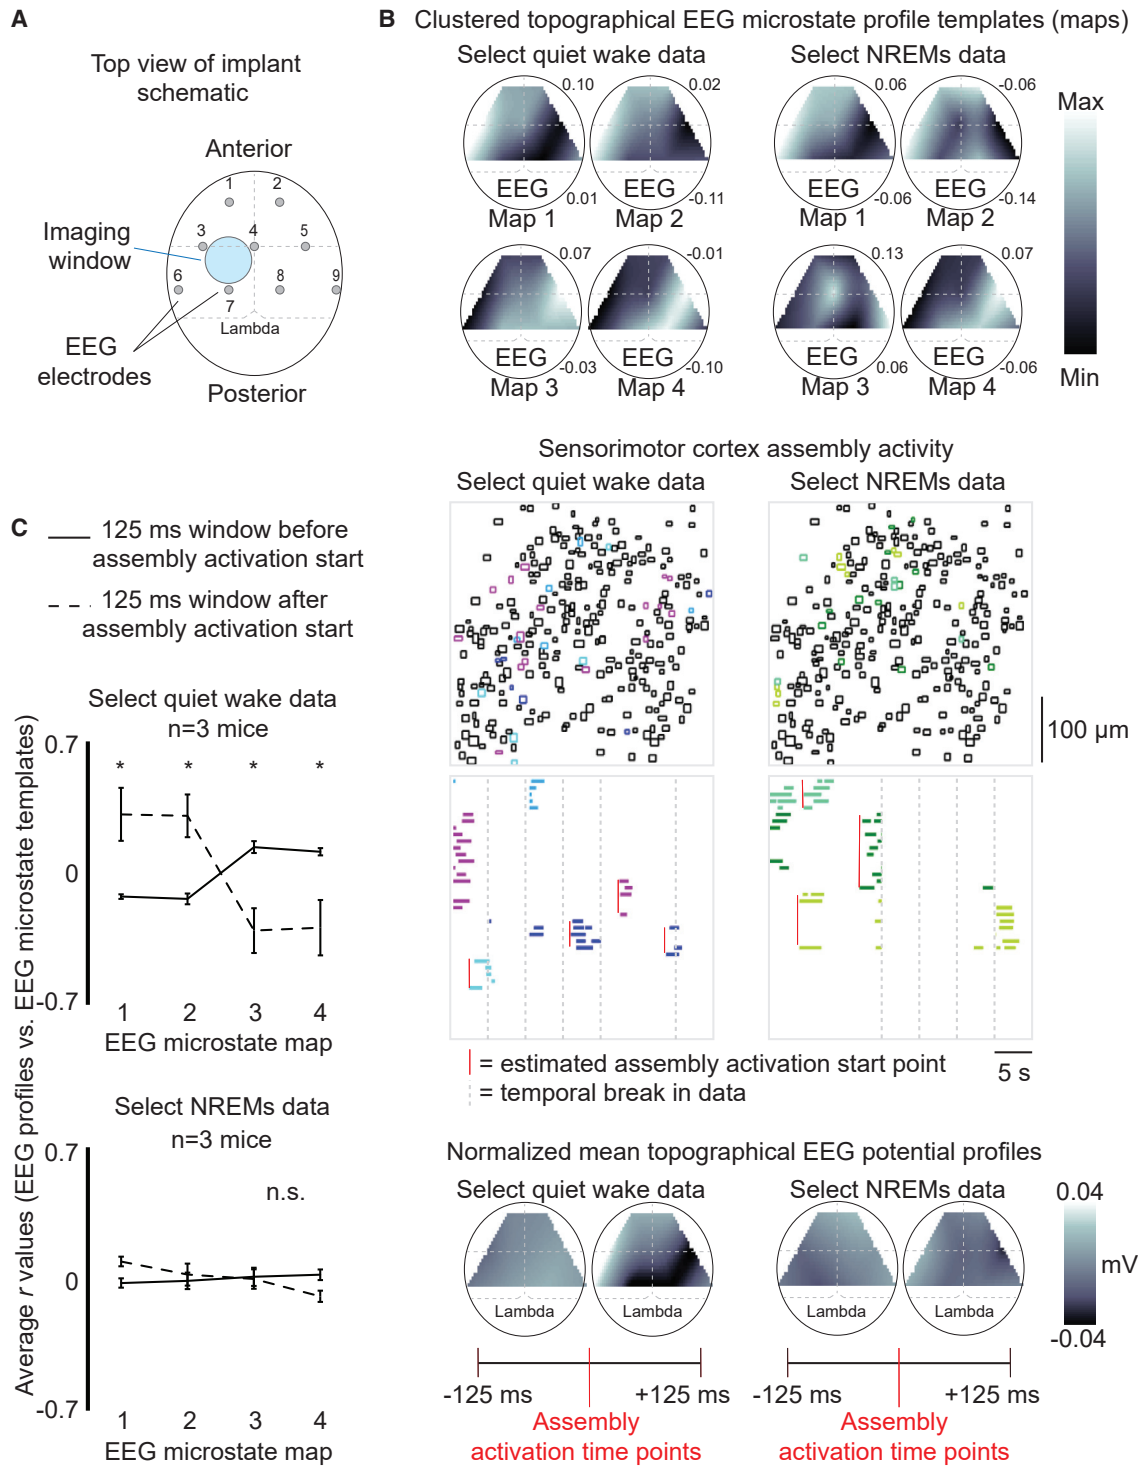 A
Top view of implant
schematic
Anterior
1
2
3
4
5
Imaging
window
6
7
8
9
Lambda
EEG
electrodes
Posterior
B
Clustered topographical EEG microstate profile templates (maps)
Select quiet wake data
Select NREMs data
0.10
0.02
0.06
-0.06
EEG
EEG
EEG
EEG
0.01
-0.11
-0.06
-0.14
Map 1
Map 2
Map 1
Map 2
0.07
-0.01
0.13
0.07
EEG
EEG
EEG
EEG
-0.03
-0.10
0.06
-0.06
Map 3
Map 4
Map 3
Map 4
Max
Min
Sensorimotor cortex assembly activity
Select quiet wake data
Select NREMs data
100 µm
= estimated assembly activation start point
= temporal break in data
5 s
Normalized mean topographical EEG potential profiles
Select quiet wake data
Select NREMs data
Lambda
Lambda
Lambda
Lambda
0.04
mV
-0.04
-125 ms
+125 ms
-125 ms
+125 ms
Assembly
activation time points
Assembly
activation time points
C
125 ms window before
assembly activation start
125 ms window after
assembly activation start
Average r values (EEG profiles vs. EEG microstate templates)
Select quiet wake data
n=3 mice
0.7
* * * *
0
-0.7
1 2 3 4
EEG microstate map
Select NREMs data
n=3 mice
0.7
n.s.
0
-0.7
1 2 3 4
EEG microstate map